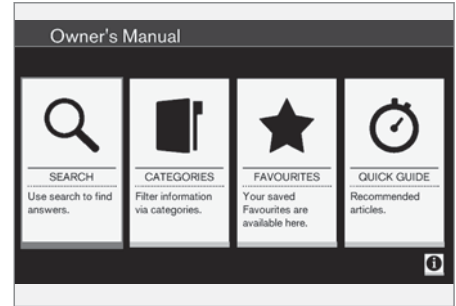 Owner's Manual
SEARCH
Use search to find
answers.
CATEGORIES
Filter information
via categories.
FAVOURITES
Your saved
Favourites are
available here.
QUICK GUIDE
Recommended
articles.